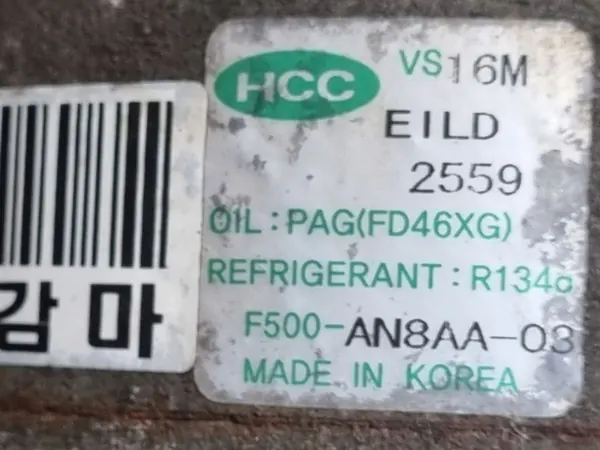 HCC VS16M
EILD
2559
OIL : PAG(FD46XG)
REFRIGERANT : R134a
F500-AN8AA-03
MADE IN KOREA
감 마